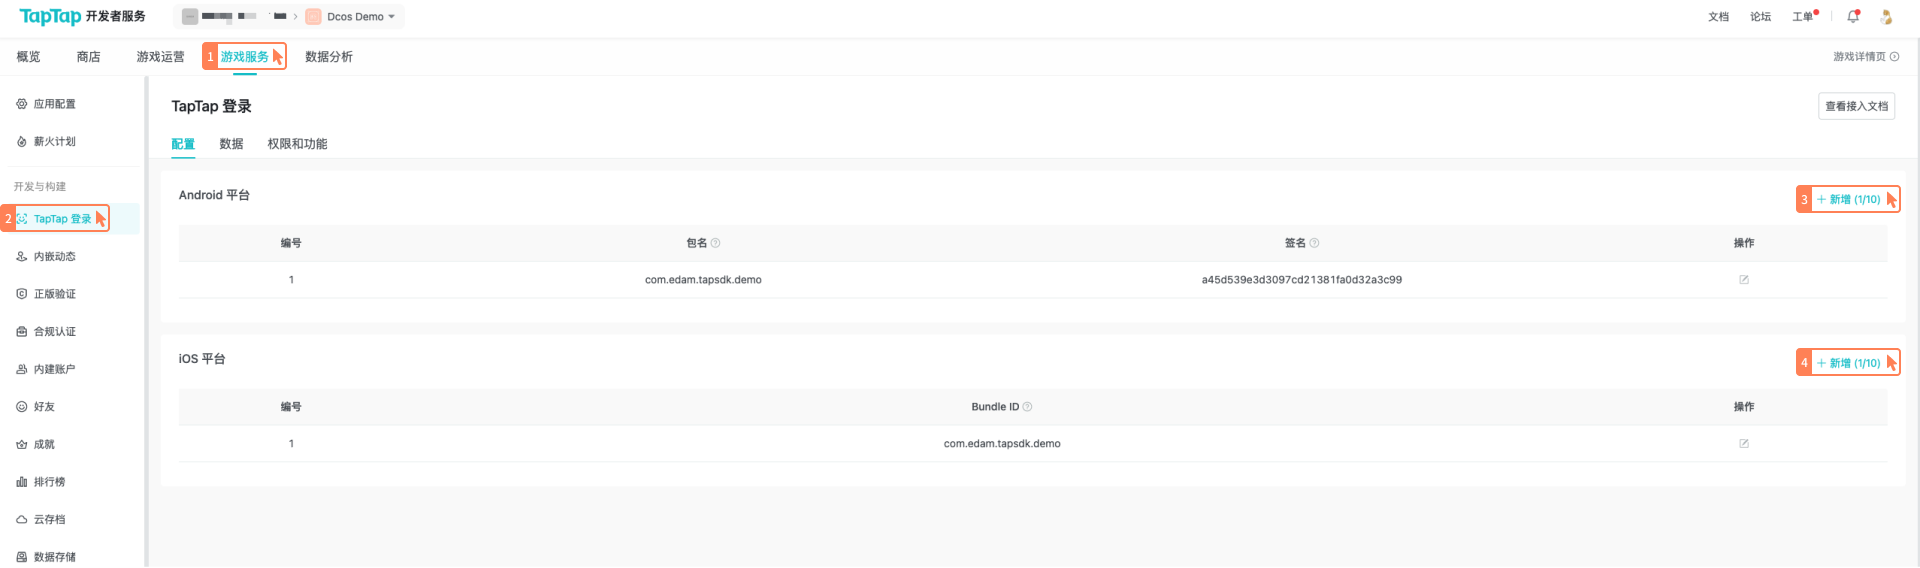 TapTap 开发者服务
Dcos Demo
文档 论坛 工单
概览 商店 游戏运营 1 游戏服务 数据分析
游戏详情页
应用配置
薪火计划
开发与构建
2 TapTap 登录
内嵌动态
正版验证
合规认证
内建账户
好友
成就
排行榜
云存档
数据存储
TapTap 登录
查看接入文档
配置 数据 权限和功能
Android 平台
3 + 新增 (1/10)
编号 包名 签名 操作
1 com.edam.tapsdk.demo a45d539e3d3097cd21381fa0d32a3c99
iOS 平台
4 + 新增 (1/10)
编号 Bundle ID 操作
1 com.edam.tapsdk.demo